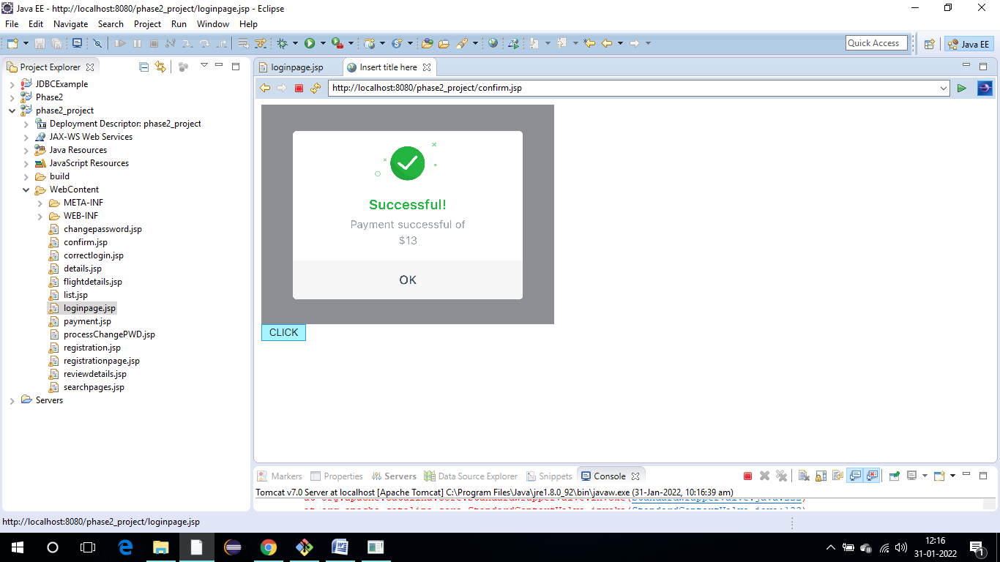 Java EE - http://localhost:8080/phase2_project/loginpage.jsp - Eclipse
File Edit Navigate Search Project Run Window Help
Quick Access
Java EE
Project Explorer
JDBCExample
Phase2
phase2_project
Deployment Descriptor: phase2_project
JAX-WS Web Services
Java Resources
JavaScript Resources
build
WebContent
META-INF
WEB-INF
changepassword.jsp
confirm.jsp
correctlogin.jsp
details.jsp
flightdetails.jsp
list.jsp
loginpage.jsp
payment.jsp
processChangePWD.jsp
registration.jsp
registrationpage.jsp
reviewdetails.jsp
searchpages.jsp
Servers
loginpage.jsp Insert title here
http://localhost:8080/phase2_project/confirm.jsp
Successful!
Payment successful of
$13
OK
CLICK
Markers Properties Servers Data Source Explorer Snippets Console
Tomcat v7.0 Server at localhost [Apache Tomcat] C:\Program Files\Java\jre1.8.0_92\bin\javaw.exe (31-Jan-2022, 10:16:39 am)
http://localhost:8080/phase2_project/loginpage.jsp
12:16
31-01-2022
1